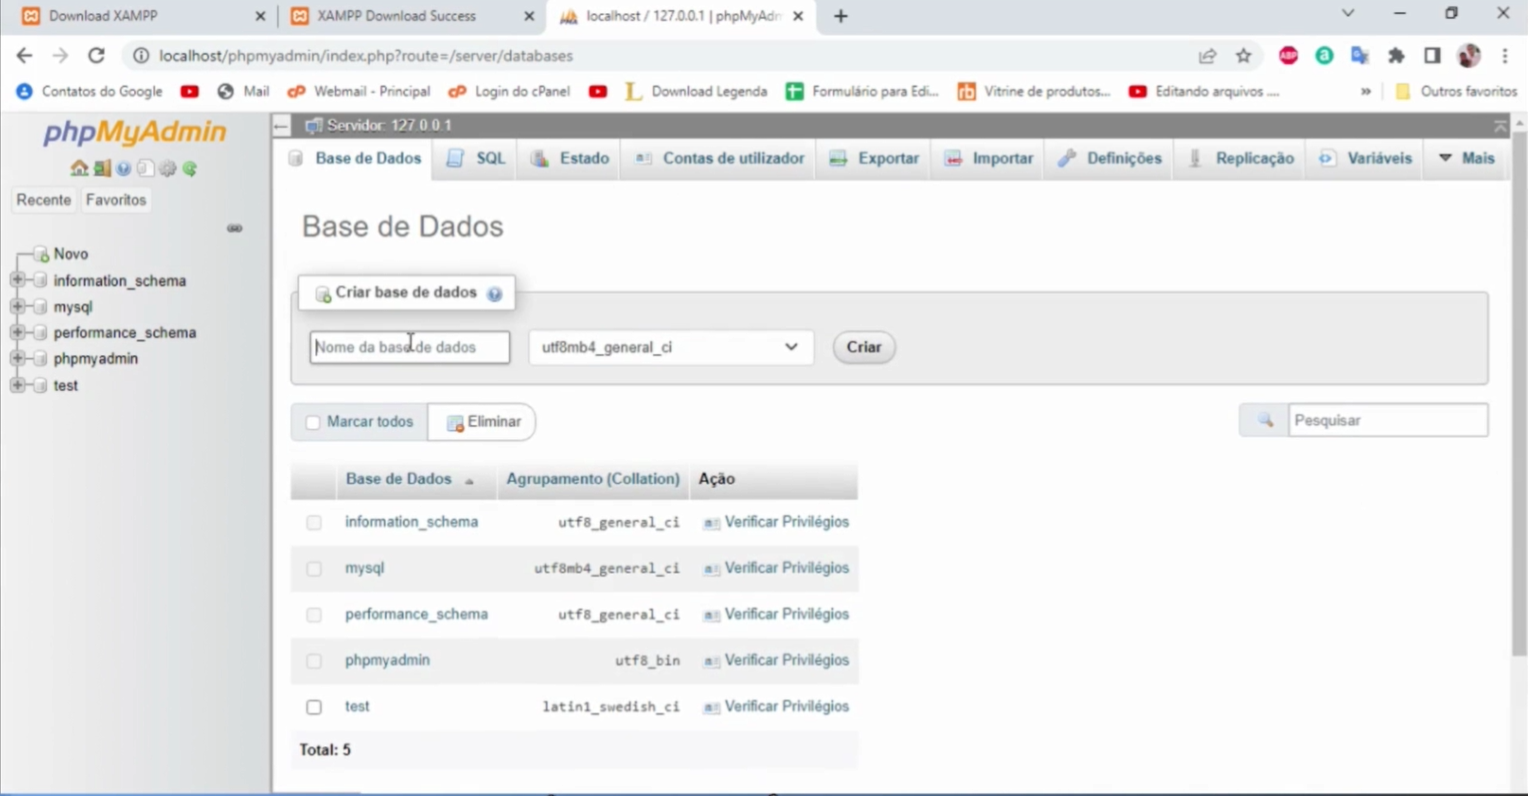 Download XAMPP
XAMPP Download Success
localhost / 127.0.0.1 | phpMyAdm
localhost/phpmyadmin/index.php?route=/server/databases
ABP
a
Contatos do Google
Mail
Webmail - Principal
Login do cPanel
Download Legenda
Formulário para Edi...
Vitrine de produtos...
Editando arquivos ....
»
Outros favoritos
phpMyAdmin
Servidor: 127.0.0.1
Base de Dados
SQL
Estado
Contas de utilizador
Exportar
Importar
Definições
Replicação
Variáveis
Mais
Recente
Favoritos
Novo
information_schema
mysql
performance_schema
phpmyadmin
test
Base de Dados
Criar base de dados
Nome da base de dados
utf8mb4_general_ci
Criar
Marcar todos
Eliminar
Pesquisar
Base de Dados Agrupamento (Collation) Ação
information_schema utf8_general_ci Verificar Privilégios
mysql utf8mb4_general_ci Verificar Privilégios
performance_schema utf8_general_ci Verificar Privilégios
phpmyadmin utf8_bin Verificar Privilégios
test latin1_swedish_ci Verificar Privilégios
Total: 5